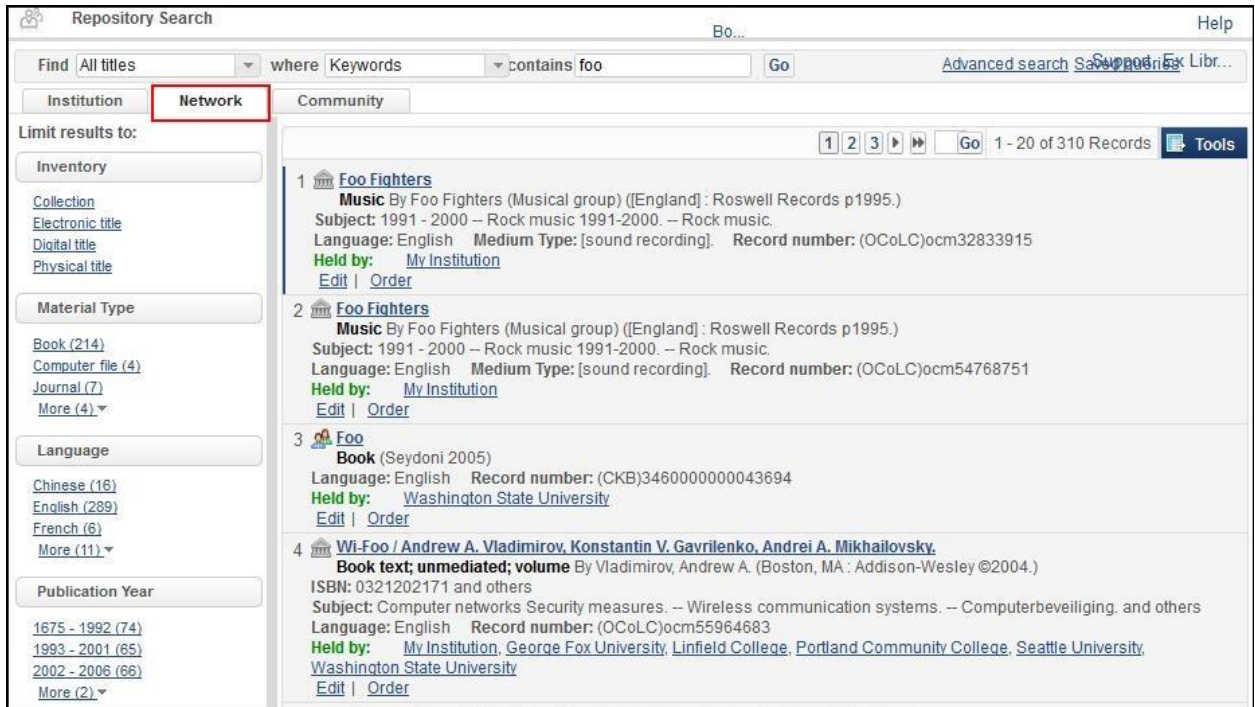 Repository Search
Bo...
Help
Find All titles where Keywords contains foo Go Advanced search Saved queries
Support Ex Libr...
Institution Network Community
Limit results to:
1 2 3 Go 1 - 20 of 310 Records Tools
Inventory
Collection
Electronic title
Digital title
Physical title
Material Type
Book (214)
Computer file (4)
Journal (7)
More (4)
Language
Chinese (16)
English (289)
French (6)
More (11)
Publication Year
1675 - 1992 (74)
1993 - 2001 (65)
2002 - 2006 (66)
More (2)
1 Foo Fighters
Music By Foo Fighters (Musical group) ([England] : Roswell Records p1995.)
Subject: 1991 - 2000 -- Rock music 1991-2000. -- Rock music.
Language: English Medium Type: [sound recording]. Record number: (OCoLC)ocm32833915
Held by: My Institution
Edit | Order
2 Foo Fighters
Music By Foo Fighters (Musical group) ([England] : Roswell Records p1995.)
Subject: 1991 - 2000 -- Rock music 1991-2000. -- Rock music.
Language: English Medium Type: [sound recording]. Record number: (OCoLC)ocm54768751
Held by: My Institution
Edit | Order
3 Foo
Book (Seydoni 2005)
Language: English Record number: (CKB)3460000000043694
Held by: Washington State University
Edit | Order
4 Wi-Foo / Andrew A. Vladimirov, Konstantin V. Gavrilenko, Andrei A. Mikhailovsky.
Book text; unmediated; volume By Vladimirov, Andrew A. (Boston, MA : Addison-Wesley ©2004.)
ISBN: 0321202171 and others
Subject: Computer networks Security measures. -- Wireless communication systems. -- Computerbeveiliging. and others
Language: English Record number: (OCoLC)ocm55964683
Held by: My Institution, George Fox University, Linfield College, Portland Community College, Seattle University,
Washington State University
Edit | Order